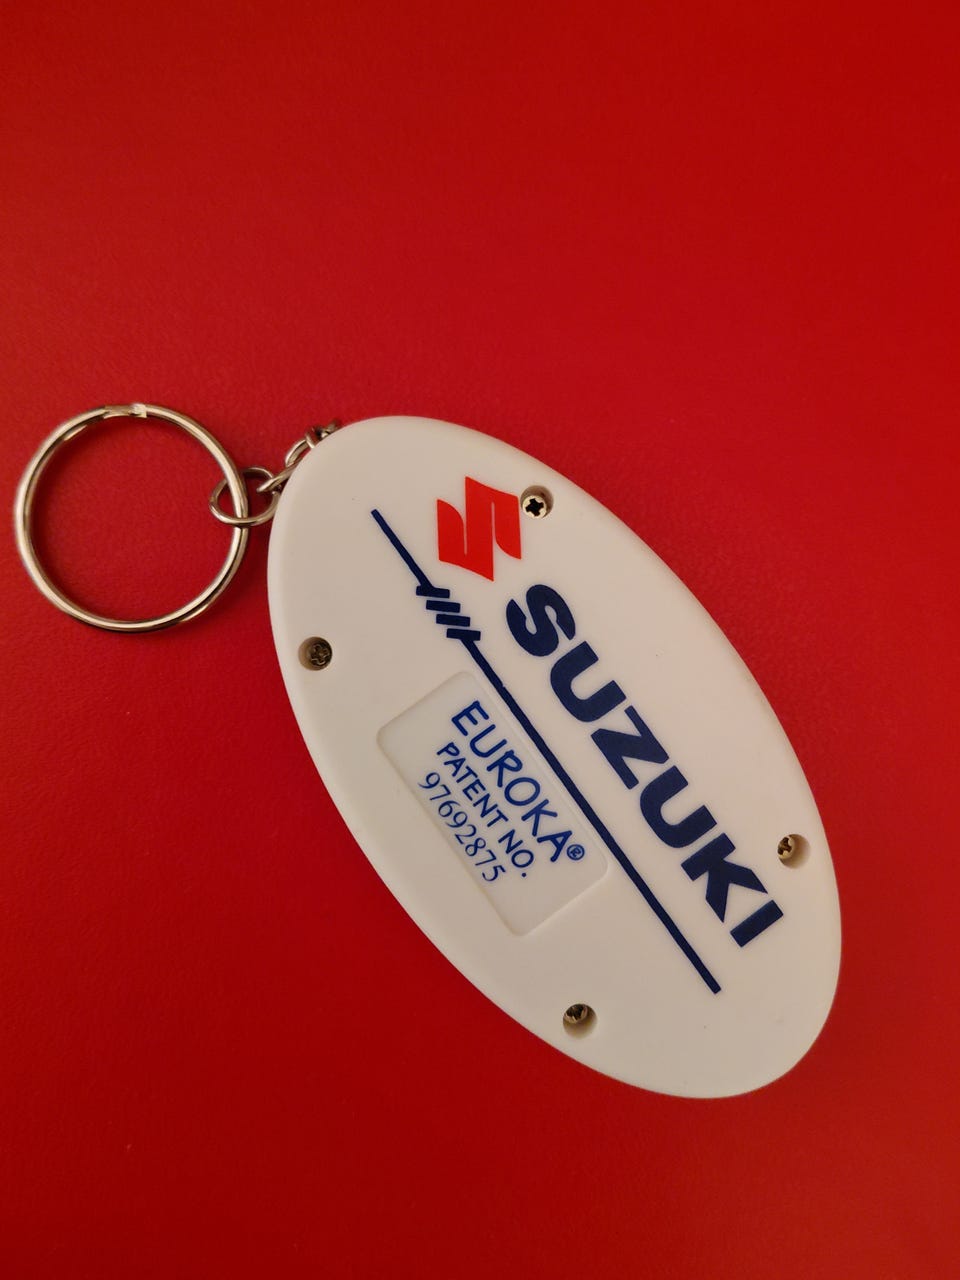 SUZUKI
EUROKA®
PATENT NO.
97692875